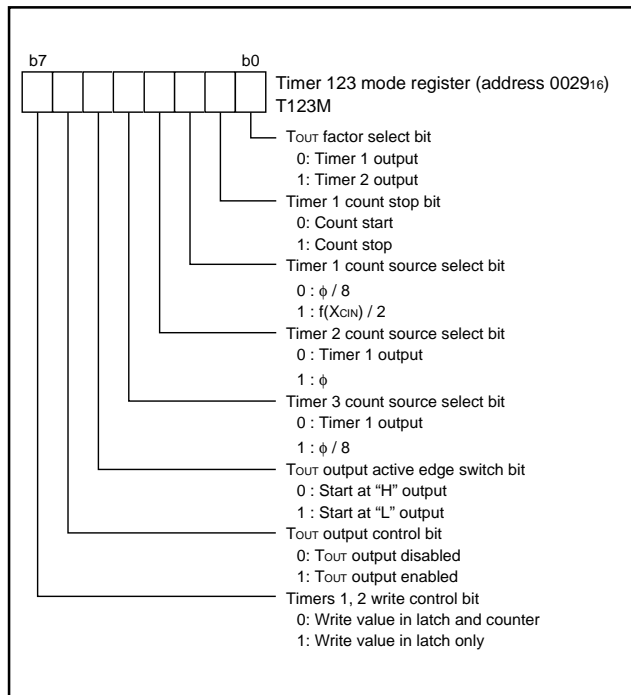 b7 b0
Timer 123 mode register (address 0029₁₆)
T123M
TOUT factor select bit
0: Timer 1 output
1: Timer 2 output
Timer 1 count stop bit
0: Count start
1: Count stop
Timer 1 count source select bit
0 : ϕ / 8
1 : f(XCIN) / 2
Timer 2 count source select bit
0 : Timer 1 output
1 : ϕ
Timer 3 count source select bit
0 : Timer 1 output
1 : ϕ / 8
TOUT output active edge switch bit
0 : Start at “H” output
1 : Start at “L” output
TOUT output control bit
0: TOUT output disabled
1: TOUT output enabled
Timers 1, 2 write control bit
0: Write value in latch and counter
1: Write value in latch only